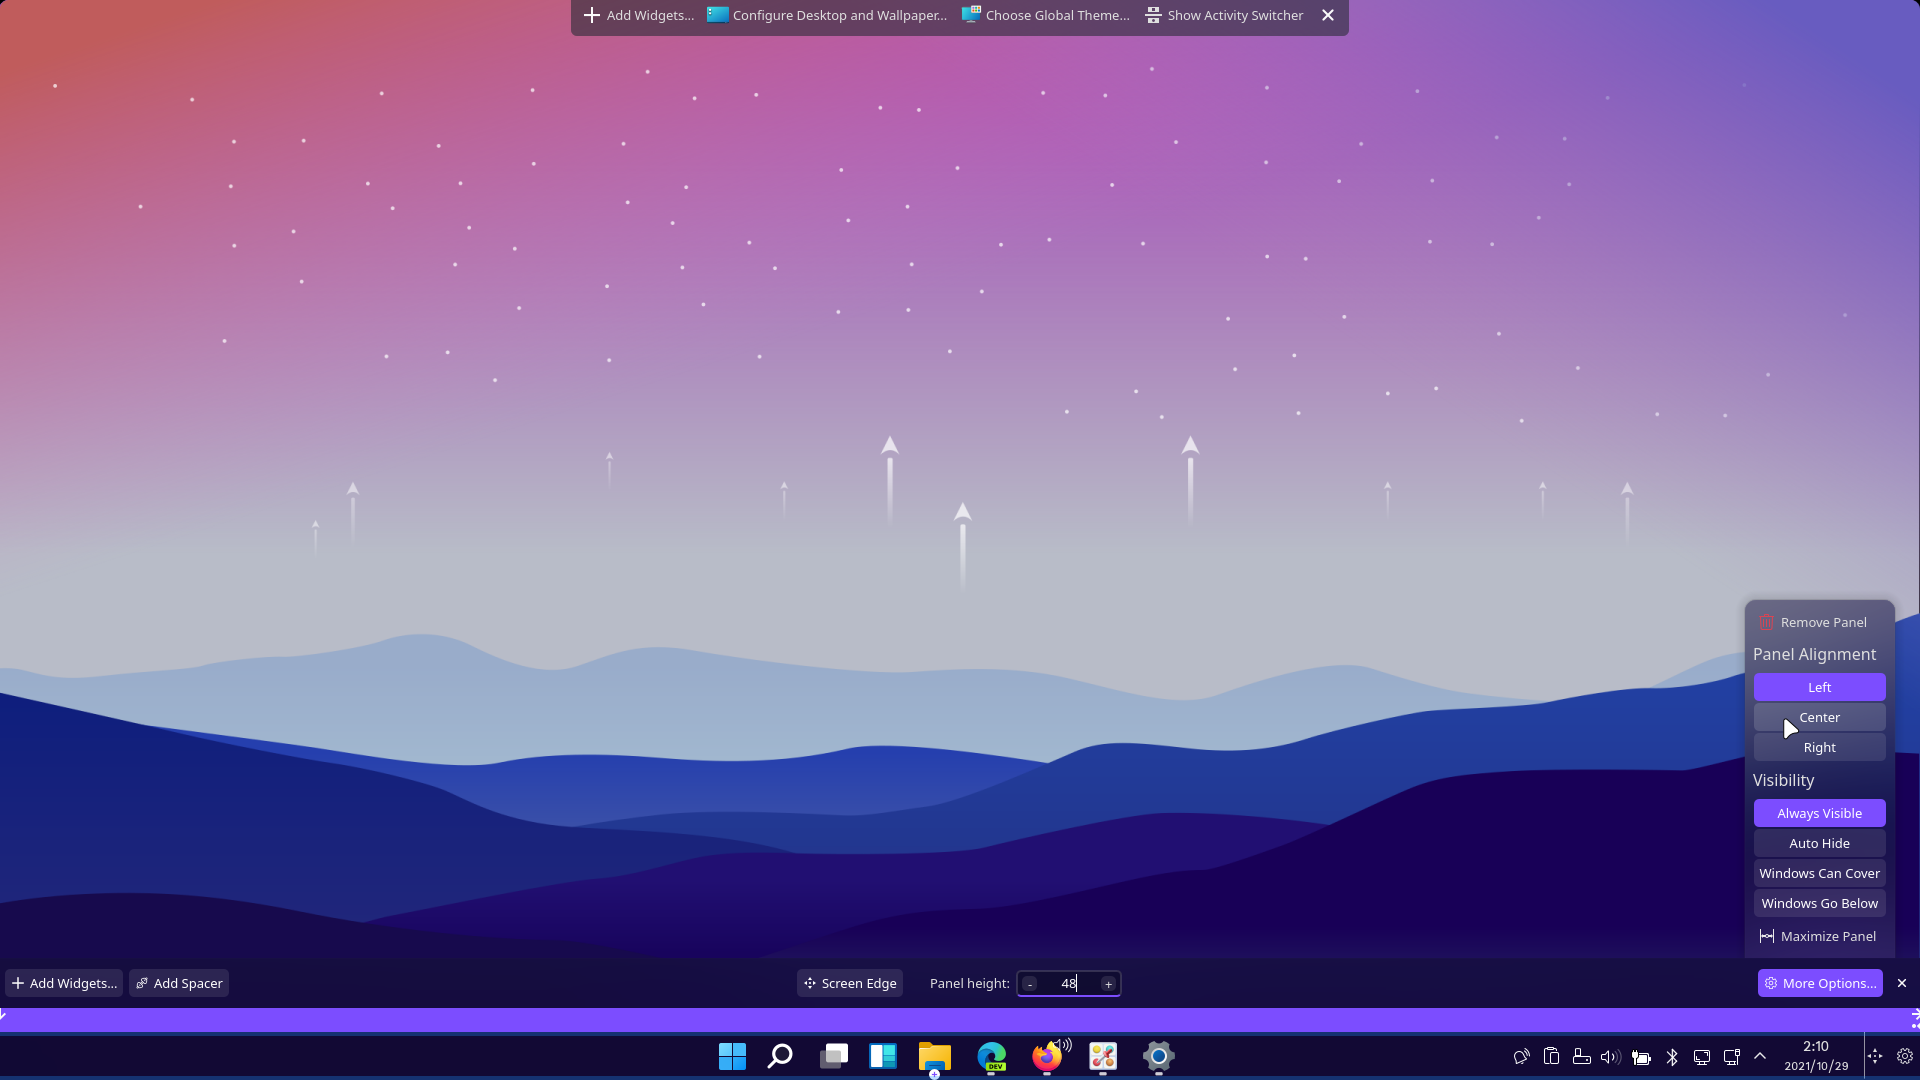 Add Widgets... Configure Desktop and Wallpaper... Choose Global Theme... Show Activity Switcher
Remove Panel
Panel Alignment
Left
Center
Right
Visibility
Always Visible
Auto Hide
Windows Can Cover
Windows Go Below
Maximize Panel
Add Widgets... Add Spacer Screen Edge Panel height: - 48 + More Options...
DEV
2:10
2021/10/29